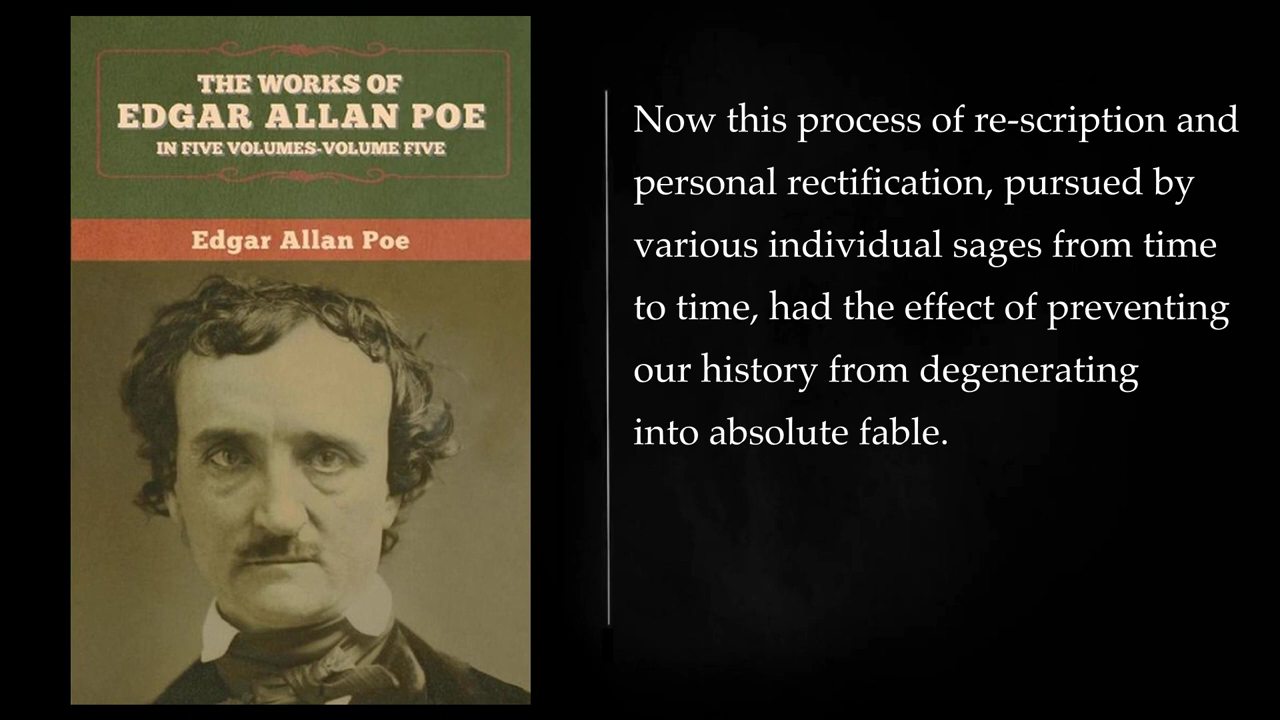 THE WORKS OF
EDGAR ALLAN POE
IN FIVE VOLUMES-VOLUME FIVE
Edgar Allan Poe
Now this process of re-scription and
personal rectification, pursued by
various individual sages from time
to time, had the effect of preventing
our history from degenerating
into absolute fable.